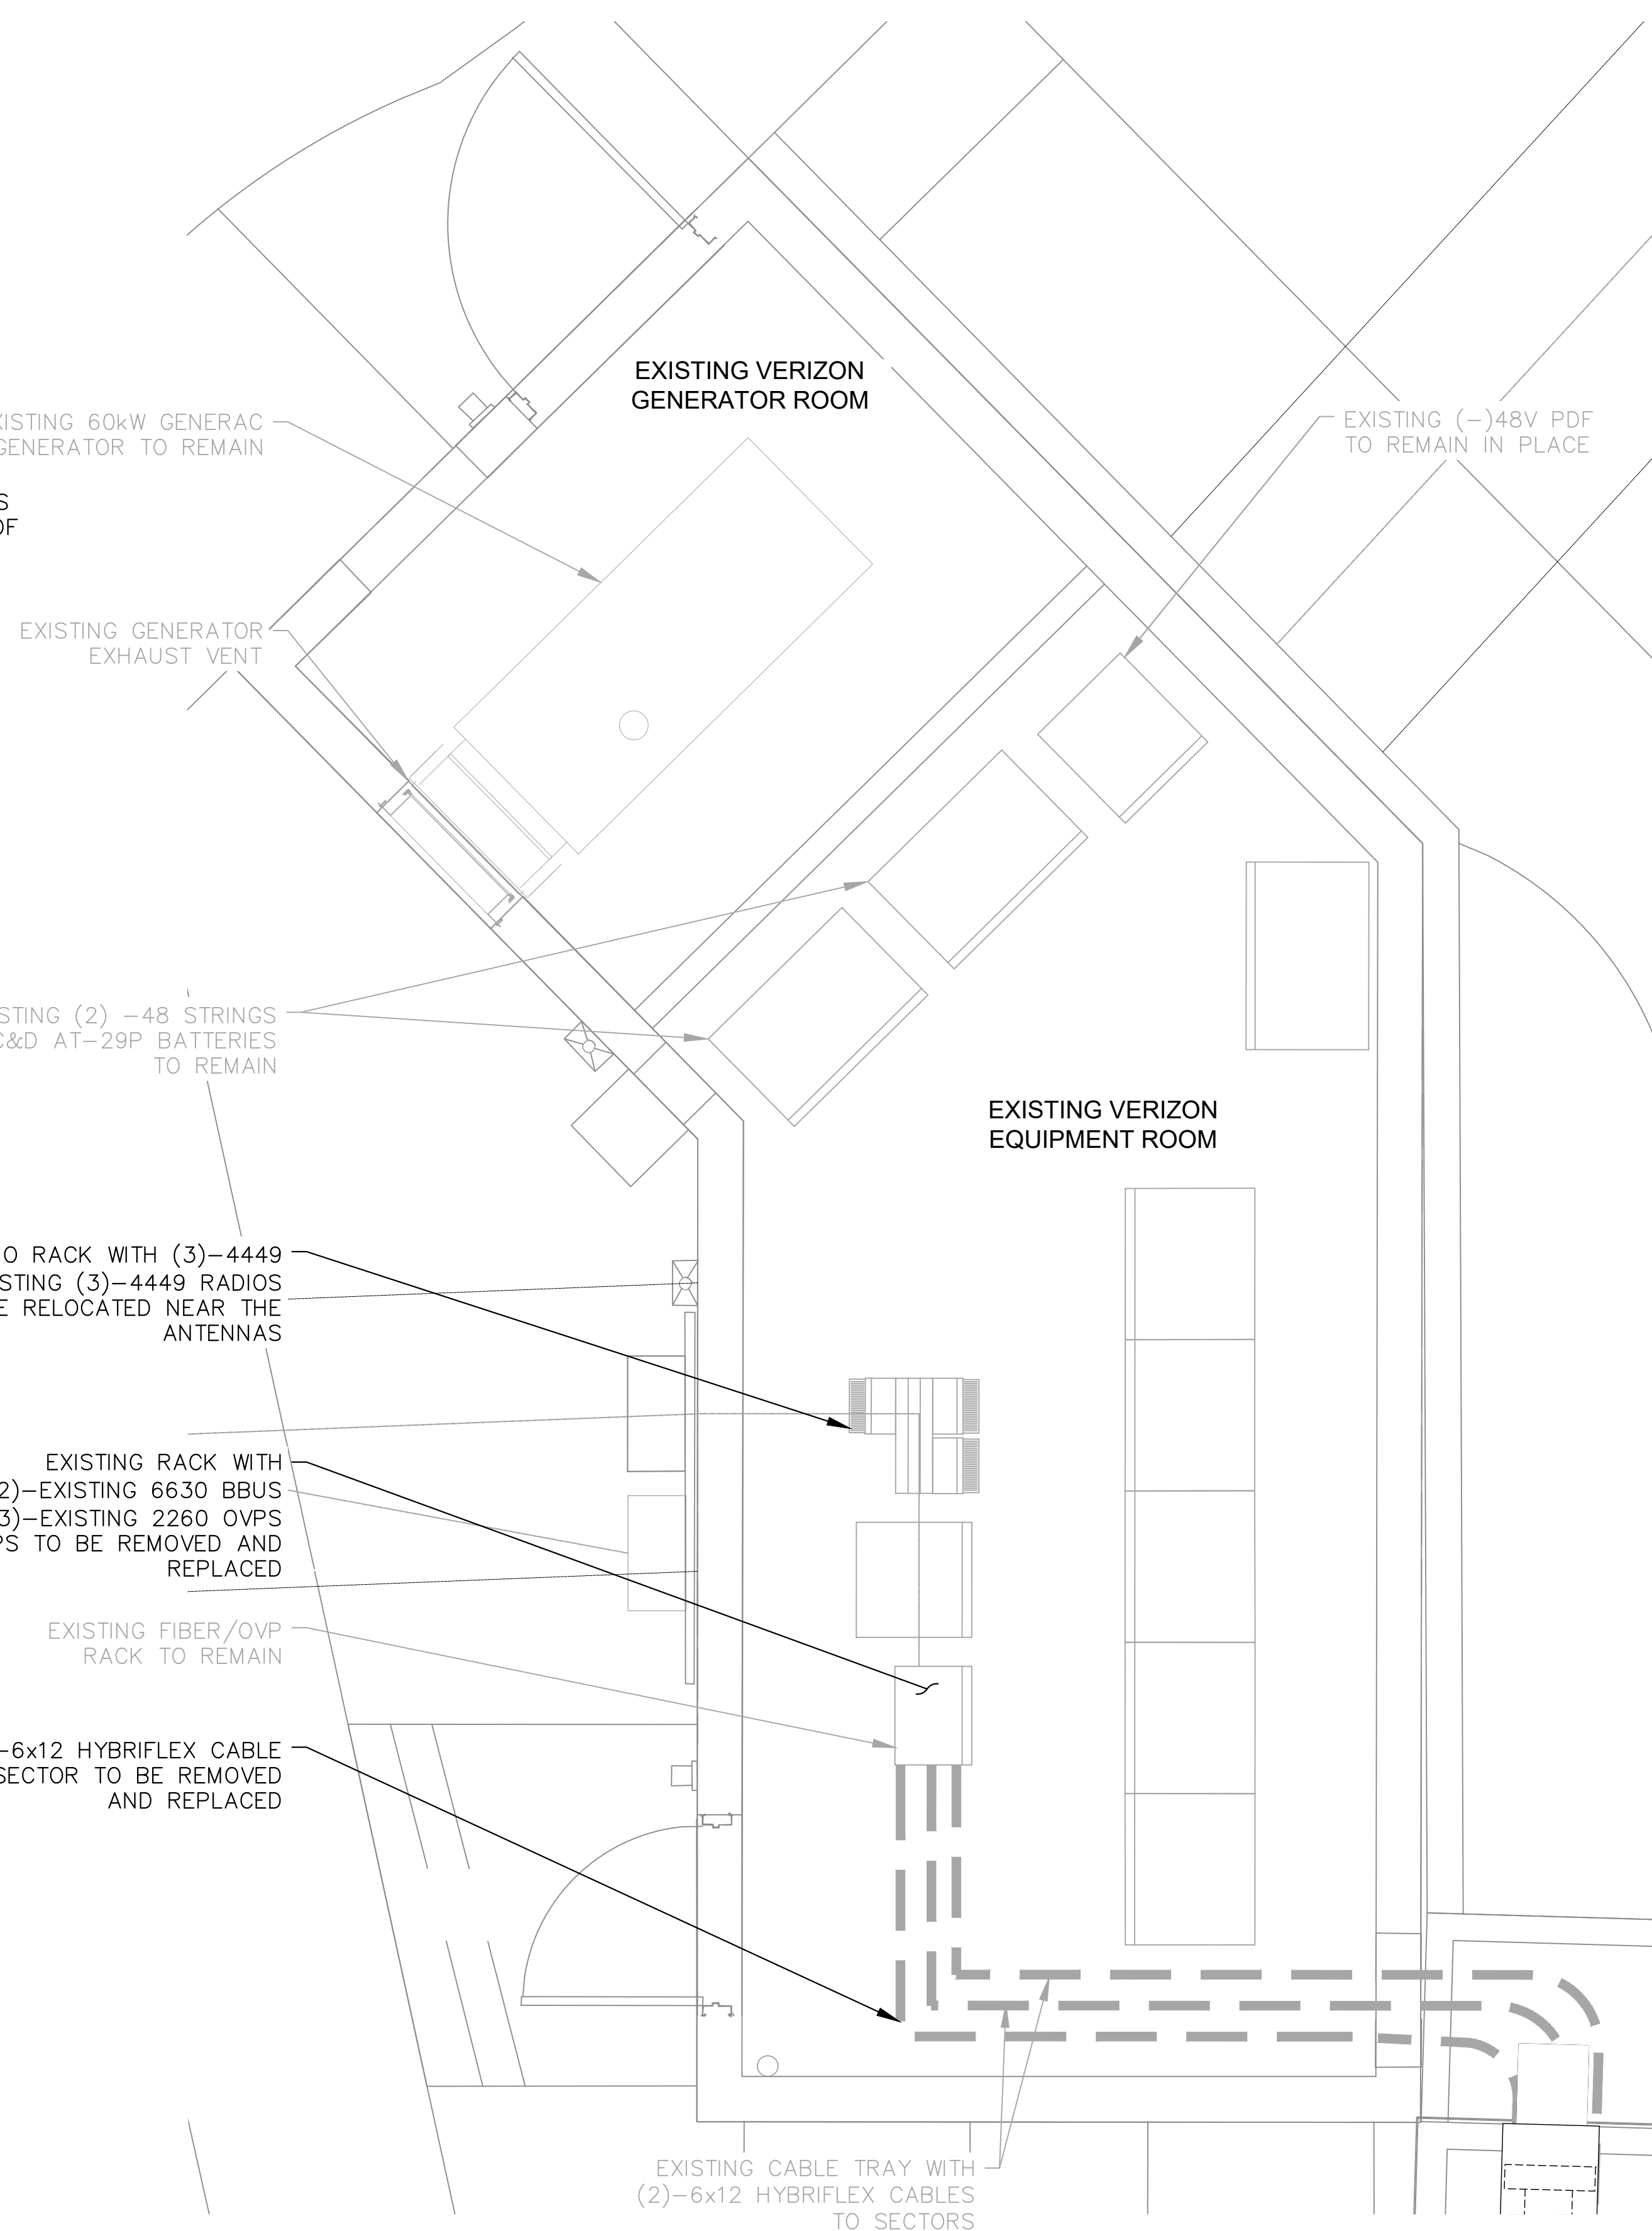 EXISTING VERIZON
GENERATOR ROOM
XISTING 60kW GENERAC
GENERATOR TO REMAIN
EXISTING (-)48V PDF
TO REMAIN IN PLACE
S
OF
EXISTING GENERATOR
EXHAUST VENT
STING (2) -48 STRINGS
C&D AT-29P BATTERIES
TO REMAIN
EXISTING VERIZON
EQUIPMENT ROOM
O RACK WITH (3)-4449
STING (3)-4449 RADIOS
E RELOCATED NEAR THE
ANTENNAS
EXISTING RACK WITH
2)-EXISTING 6630 BBUS
3)-EXISTING 2260 OVPS
PS TO BE REMOVED AND
REPLACED
EXISTING FIBER/OVP
RACK TO REMAIN
-6x12 HYBRIFLEX CABLE
SECTOR TO BE REMOVED
AND REPLACED
EXISTING CABLE TRAY WITH
(2)-6x12 HYBRIFLEX CABLES
TO SECTORS